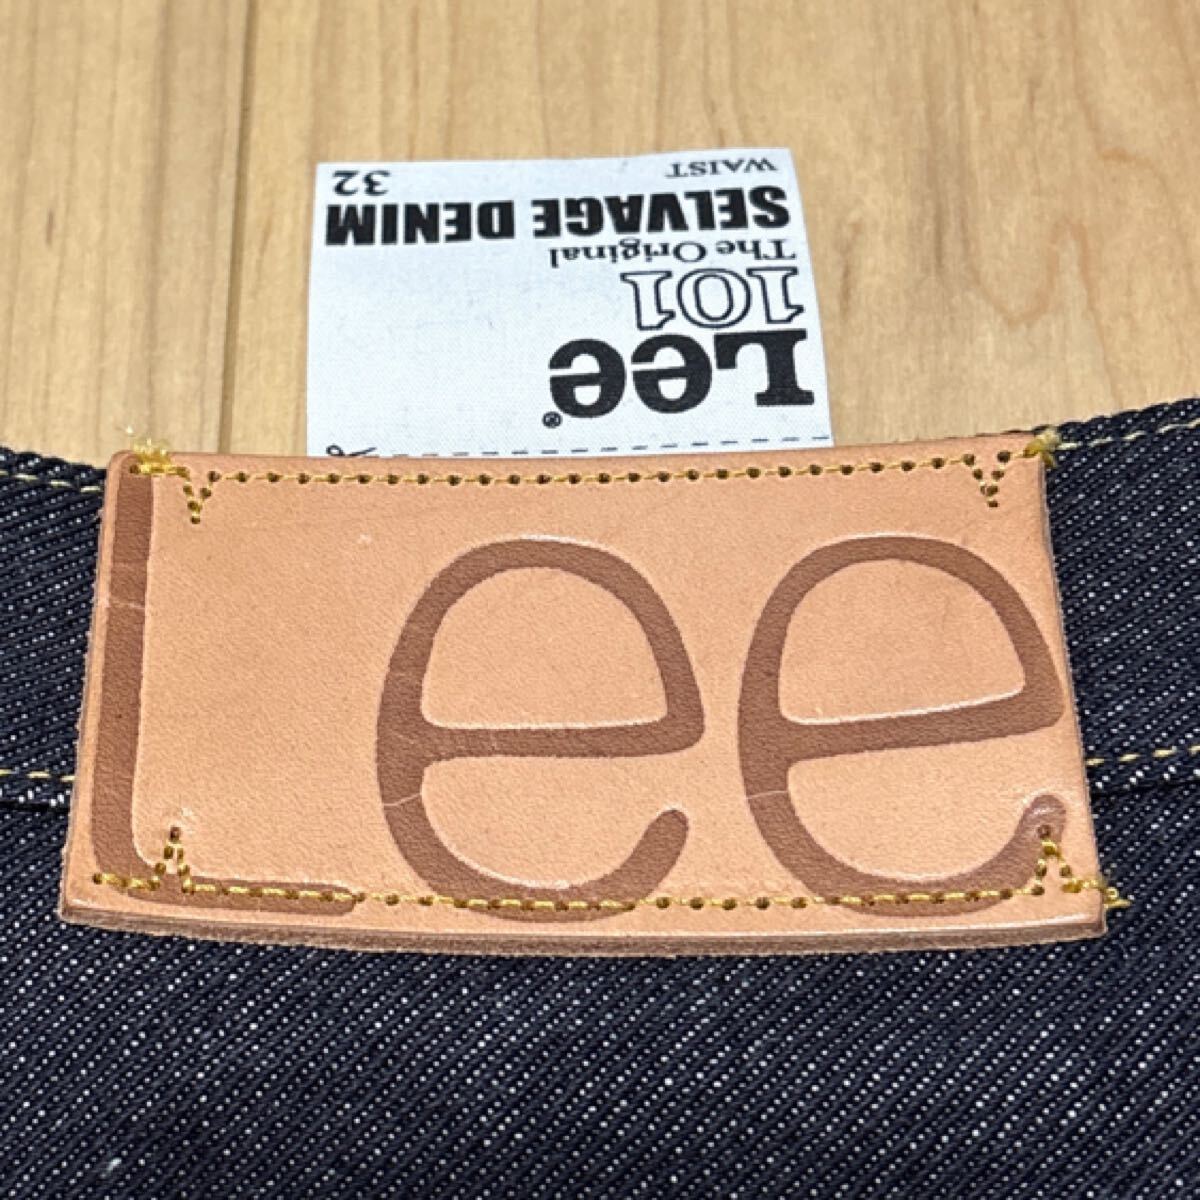 Lee®
101
The Original
SELVAGE DENIM
WAIST 32
Lee